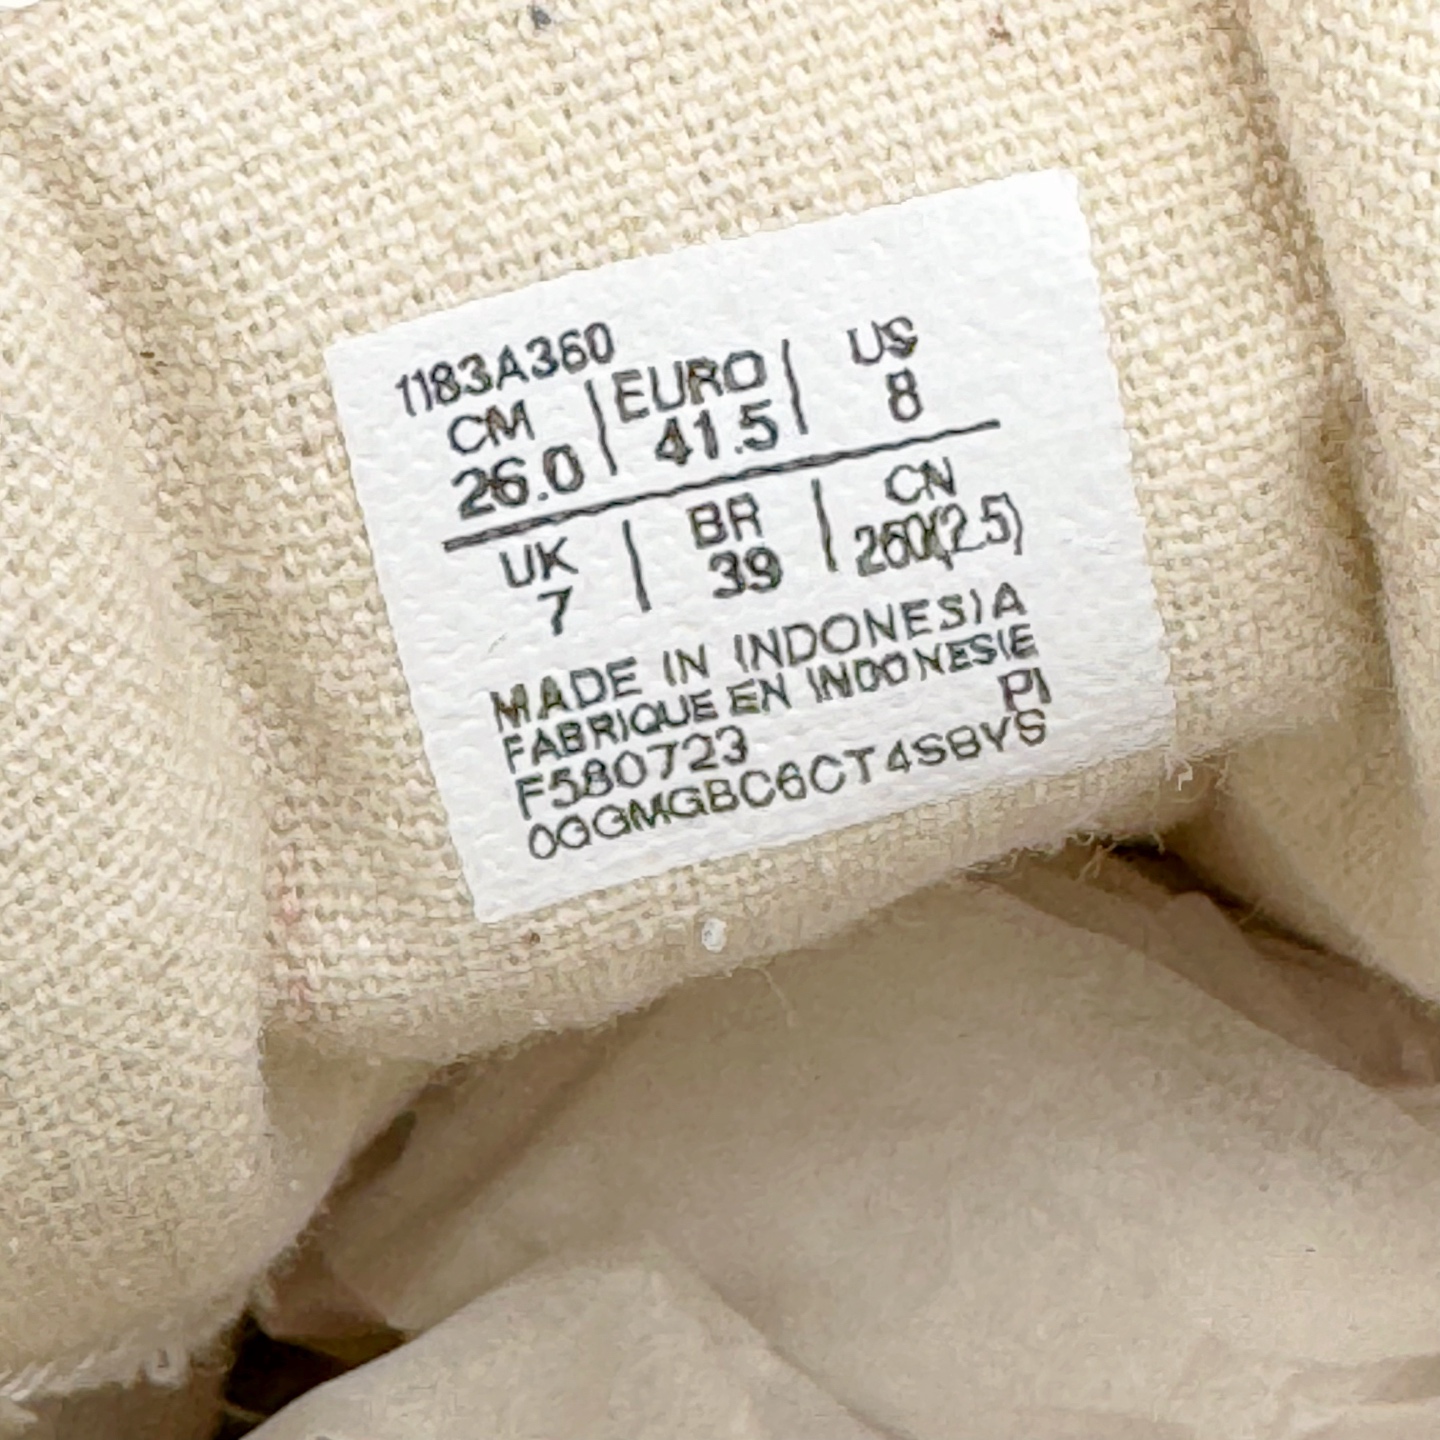 1183A360
CM | EURO | US
26.0 | 41.5 | 8
UK | BR | CN
7 | 39 | 260(2.5)
MADE IN INDONESIA
FABRIQUE EN INDONESIE
PI
F580723